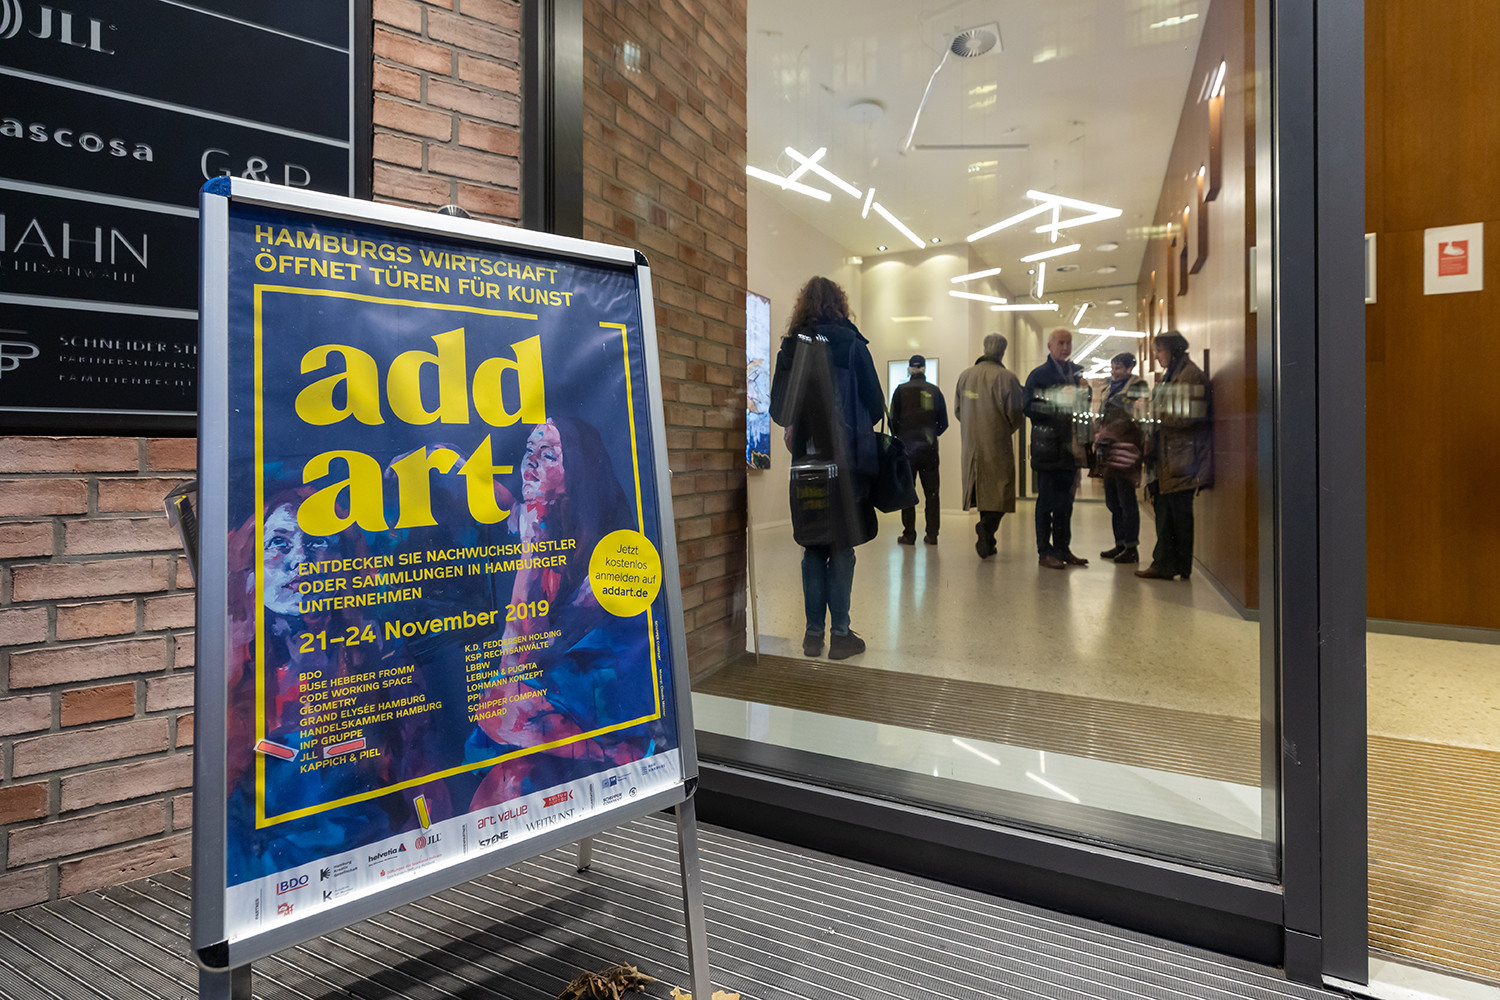 JLL
ascosa
G&P
HAHN
SCHNEIDER STE
PARTNERSCHAFTSG
FAMILIENRECHT
HAMBURGS WIRTSCHAFT
ÖFFNET TÜREN FÜR KUNST
add
art
ENTDECKEN SIE NACHWUCHSKÜNSTLER
ODER SAMMLUNGEN IN HAMBURGER
UNTERNEHMEN
21–24 November 2019
Jetzt
kostenlos
anmelden auf
addart.de
BDO
BUSE HEBERER FROMM
CODE WORKING SPACE
GEOMETRY
GRAND ELYSÉE HAMBURG
HANDELSKAMMER HAMBURG
INP GRUPPE
JLL
KAPPICH & PIEL
K.D. FEDDERSEN HOLDING
KSP RECHTSANWÄLTE
LBBW
LEBUHN & PUCHTA
LOHMANN KONZEPT
PPI
SCHIPPER COMPANY
VANGARD
BDO
helvetia
JLL
art value
SZENE
WELTKUNST